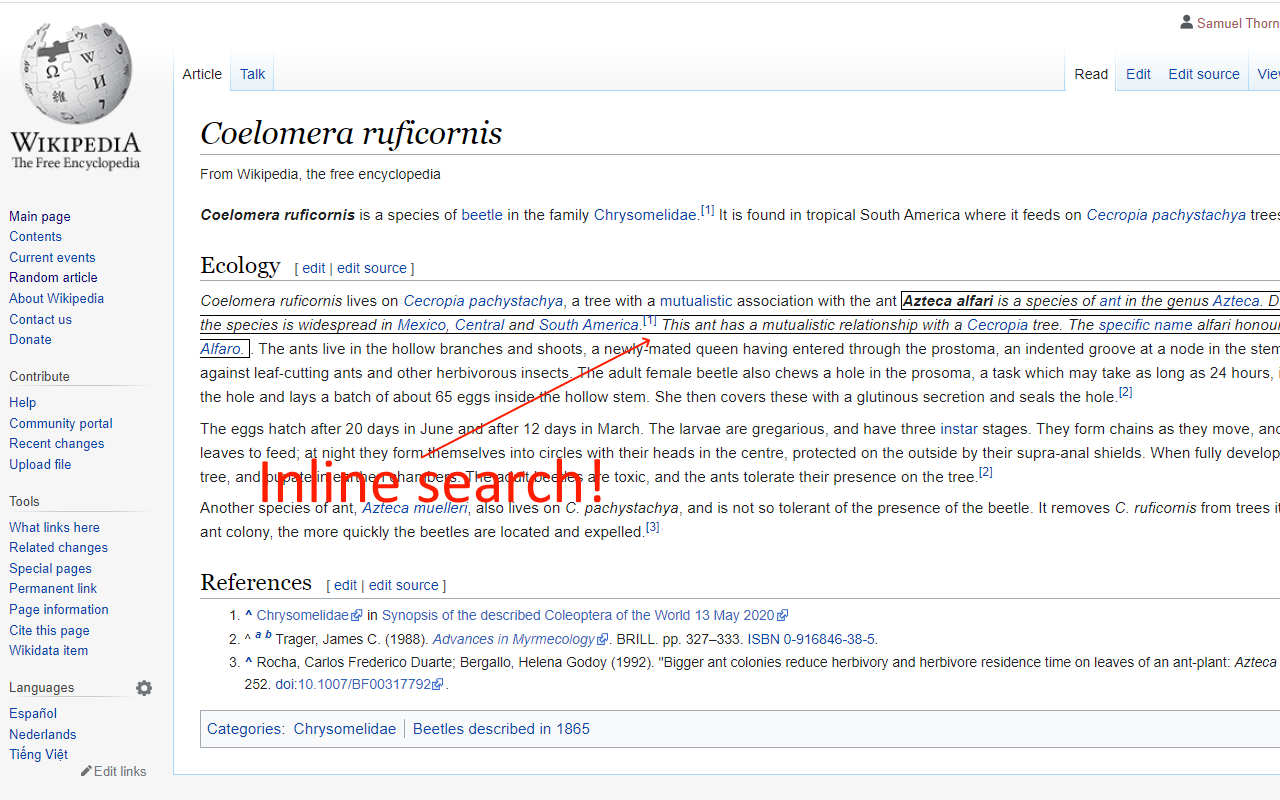 Samuel Thorn
WIKIPEDIA
The Free Encyclopedia
Article Talk
Read Edit Edit source Vie
Coelomera ruficornis
From Wikipedia, the free encyclopedia
Coelomera ruficornis is a species of beetle in the family Chrysomelidae.[1] It is found in tropical South America where it feeds on Cecropia pachystachya trees
Ecology [ edit | edit source ]
Coelomera ruficornis lives on Cecropia pachystachya, a tree with a mutualistic association with the ant Azteca alfari is a species of ant in the genus Azteca. D
the species is widespread in Mexico, Central and South America.[1] This ant has a mutualistic relationship with a Cecropia tree. The specific name alfari honou
Alfaro. . The ants live in the hollow branches and shoots, a newly-mated queen having entered through the prostoma, an indented groove at a node in the stem
against leaf-cutting ants and other herbivorous insects. The adult female beetle also chews a hole in the prosoma, a task which may take as long as 24 hours, i
the hole and lays a batch of about 65 eggs inside the hollow stem. She then covers these with a glutinous secretion and seals the hole.[2]
The eggs hatch after 20 days in June and after 12 days in March. The larvae are gregarious, and have three instar stages. They form chains as they move, and
leaves to feed; at night they form themselves into circles with their heads in the centre, protected on the outside by their supra-anal shields. When fully develop
tree, and pupate in earthen chambers. The adult beetles are toxic, and the ants tolerate their presence on the tree.[2]
Inline search!
Another species of ant, Azteca muelleri, also lives on C. pachystachya, and is not so tolerant of the presence of the beetle. It removes C. ruficornis from trees it
ant colony, the more quickly the beetles are located and expelled.[3]
References [ edit | edit source ]
1. ^ Chrysomelidae in Synopsis of the described Coleoptera of the World 13 May 2020
2. ^ a b Trager, James C. (1988). Advances in Myrmecology. BRILL. pp. 327–333. ISBN 0-916846-38-5.
3. ^ Rocha, Carlos Frederico Duarte; Bergallo, Helena Godoy (1992). "Bigger ant colonies reduce herbivory and herbivore residence time on leaves of an ant-plant: Azteca
252. doi:10.1007/BF00317792.
Categories: Chrysomelidae | Beetles described in 1865
Main page
Contents
Current events
Random article
About Wikipedia
Contact us
Donate
Contribute
Help
Community portal
Recent changes
Upload file
Tools
What links here
Related changes
Special pages
Permanent link
Page information
Cite this page
Wikidata item
Languages
Español
Nederlands
Tiếng Việt
Edit links